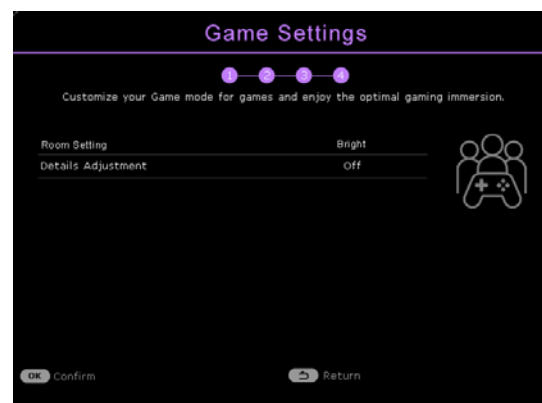 Game Settings
1 2 3 4
Customize your Game mode for games and enjoy the optimal gaming immersion.
Room Setting Bright
Details Adjustment Off
OK Confirm Return